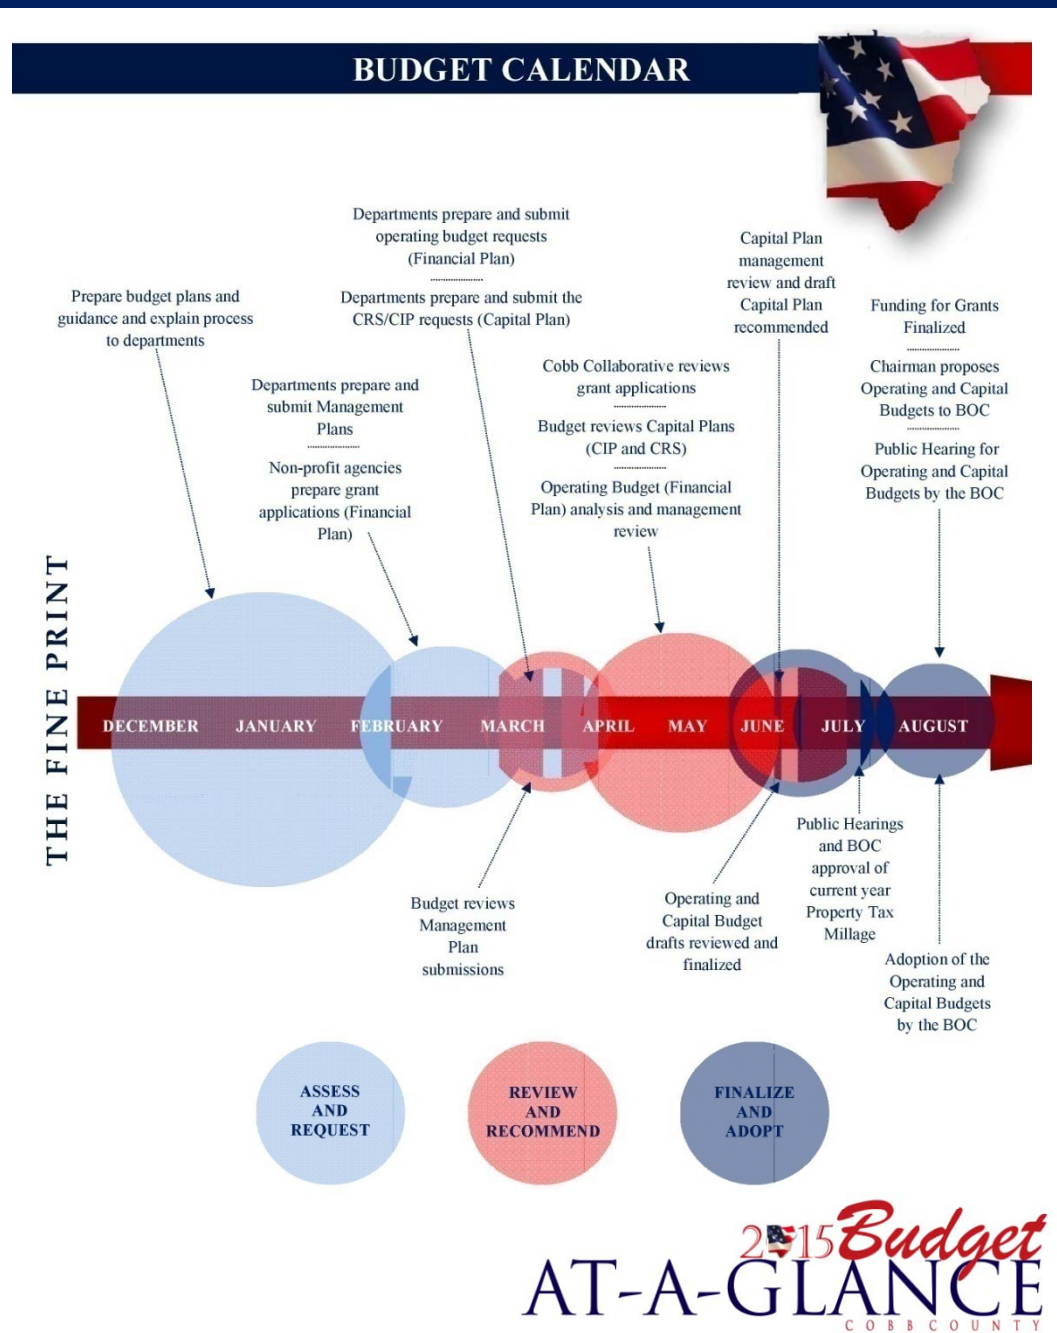 BUDGET CALENDAR
Departments prepare and submit
operating budget requests
(Financial Plan)
Departments prepare and submit the
CRS/CIP requests (Capital Plan)
Capital Plan
management
review and draft
Capital Plan
recommended
Prepare budget plans and
guidance and explain process
to departments
Funding for Grants
Finalized
Chairman proposes
Operating and Capital
Budgets to BOC
Public Hearing for
Operating and Capital
Budgets by the BOC
Departments prepare and
submit Management
Plans
Non-profit agencies
prepare grant
applications (Financial
Plan)
Cobb Collaborative reviews
grant applications
Budget reviews Capital Plans
(CIP and CRS)
Operating Budget (Financial
Plan) analysis and management
review
THE FINE PRINT
DECEMBER JANUARY FEBRUARY MARCH APRIL MAY JUNE JULY AUGUST
Budget reviews
Management
Plan
submissions
Operating and
Capital Budget
drafts reviewed and
finalized
Public Hearings
and BOC
approval of
current year
Property Tax
Millage
Adoption of the
Operating and
Capital Budgets
by the BOC
ASSESS
AND
REQUEST
REVIEW
AND
RECOMMEND
FINALIZE
AND
ADOPT
2015 Budget
AT-A-GLANCE
COBB COUNTY